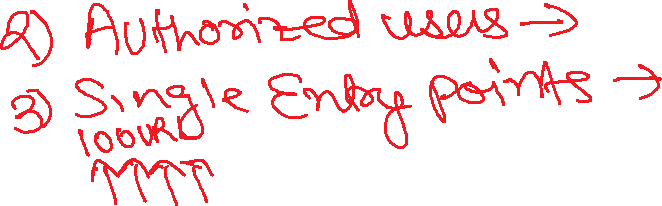 2) Authorized users →
3) Single Entry points →
100URL
↑↑↑↑